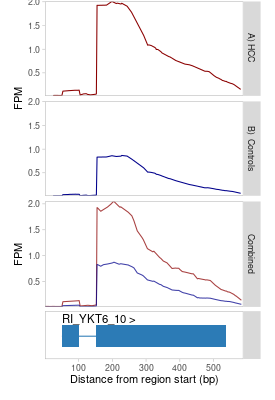 2.0
1.5
1.0
0.5
A) HCC
FPM
2.0
1.5
1.0
0.5
B) Controls
2.0
1.5
1.0
0.5
Combined
FPM
RI_YKT6_10 >
100 200 300 400 500
Distance from region start (bp)